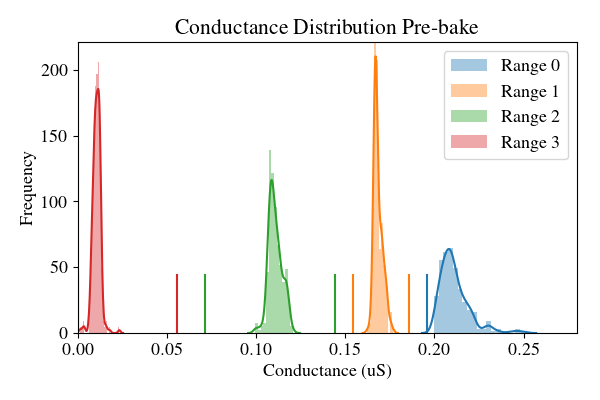 Conductance Distribution Pre-bake
Frequency
200
150
100
50
0
Range 0
Range 1
Range 2
Range 3
0.00 0.05 0.10 0.15 0.20 0.25
Conductance (uS)